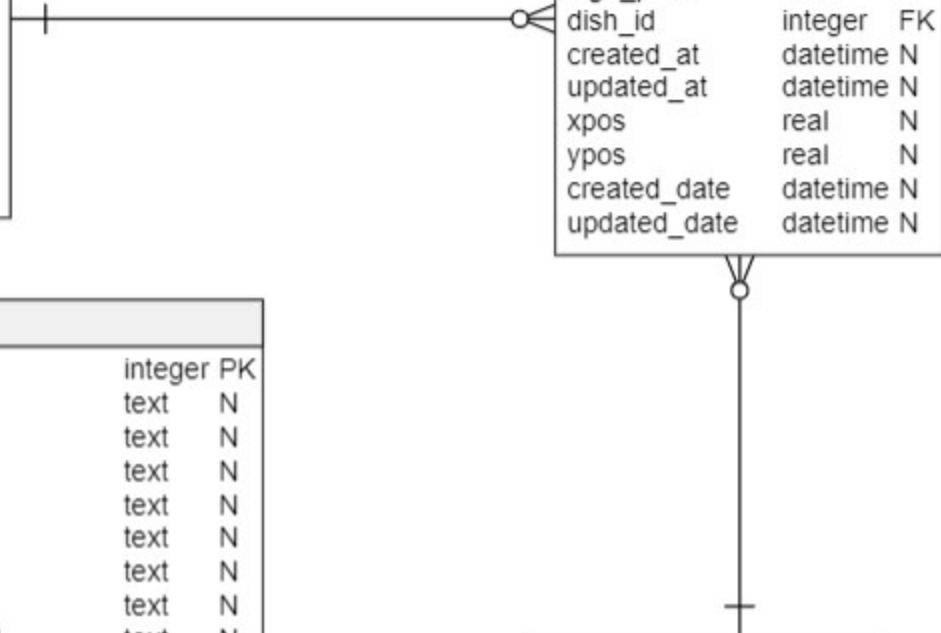 dish_id integer FK
created_at datetime N
updated_at datetime N
xpos real N
ypos real N
created_date datetime N
updated_date datetime N
integer PK
text N
text N
text N
text N
text N
text N
text N